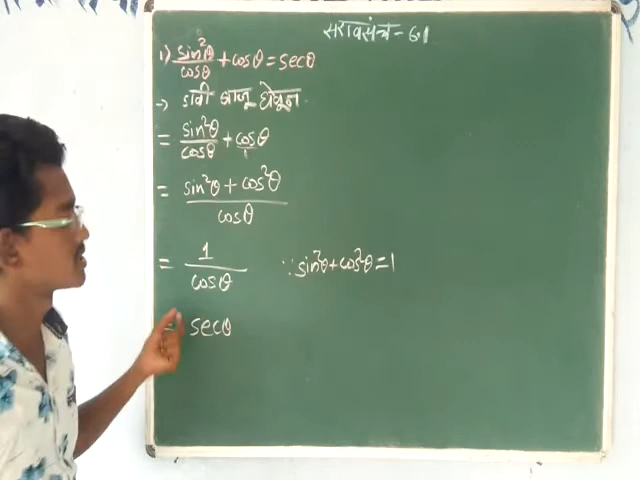 सरावसंच - 6.1
1) sin²θ/cosθ + cosθ = secθ
→ डावी बाजू घेवून
= sin²θ/cosθ + cosθ/1
= sin²θ + cos²θ/cosθ
= 1/cosθ ∵ sin²θ + cos²θ = 1
= secθ